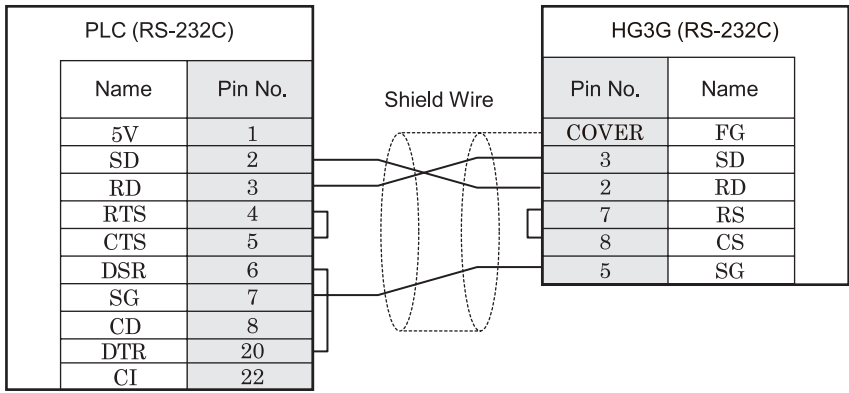 PLC (RS-232C)
Name Pin No.
5V 1
SD 2
RD 3
RTS 4
CTS 5
DSR 6
SG 7
CD 8
DTR 20
CI 22
Shield Wire
HG3G (RS-232C)
Pin No. Name
COVER FG
3 SD
2 RD
7 RS
8 CS
5 SG